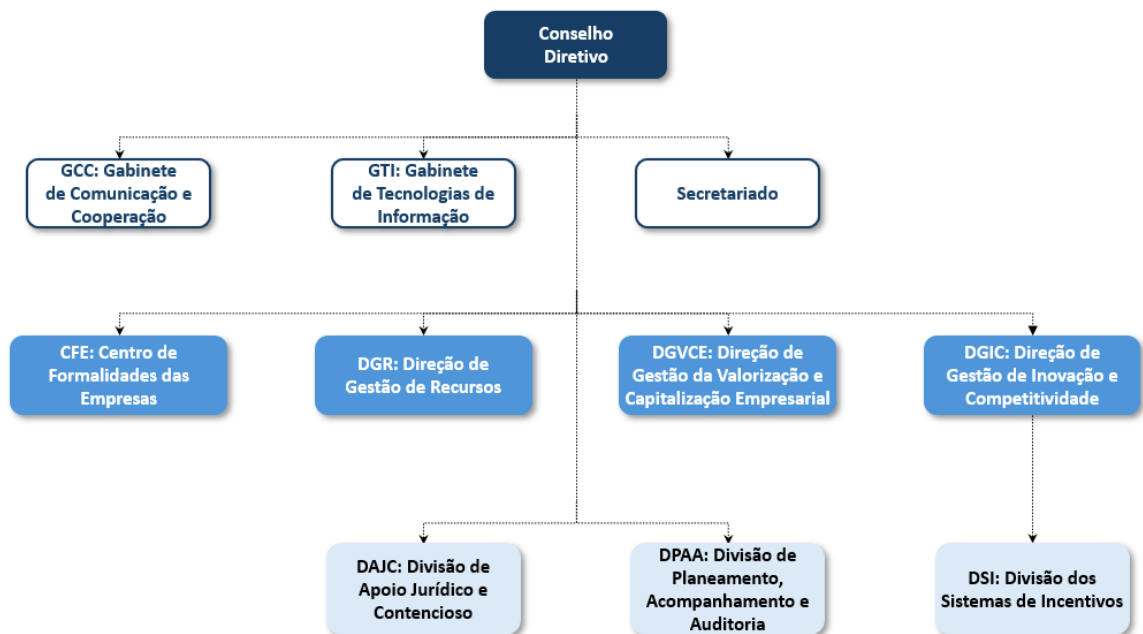 Conselho
Diretivo
GCC: Gabinete
de Comunicação e
Cooperação
GTI: Gabinete
de Tecnologias de
Informação
Secretariado
CFE: Centro de
Formalidades das
Empresas
DGR: Direção de
Gestão de Recursos
DGVCE: Direção de
Gestão da Valorização e
Capitalização Empresarial
DGIC: Direção de
Gestão de Inovação e
Competitividade
DAJC: Divisão de
Apoio Jurídico e
Contencioso
DPAA: Divisão de
Planeamento,
Acompanhamento e
Auditoria
DSI: Divisão dos
Sistemas de Incentivos